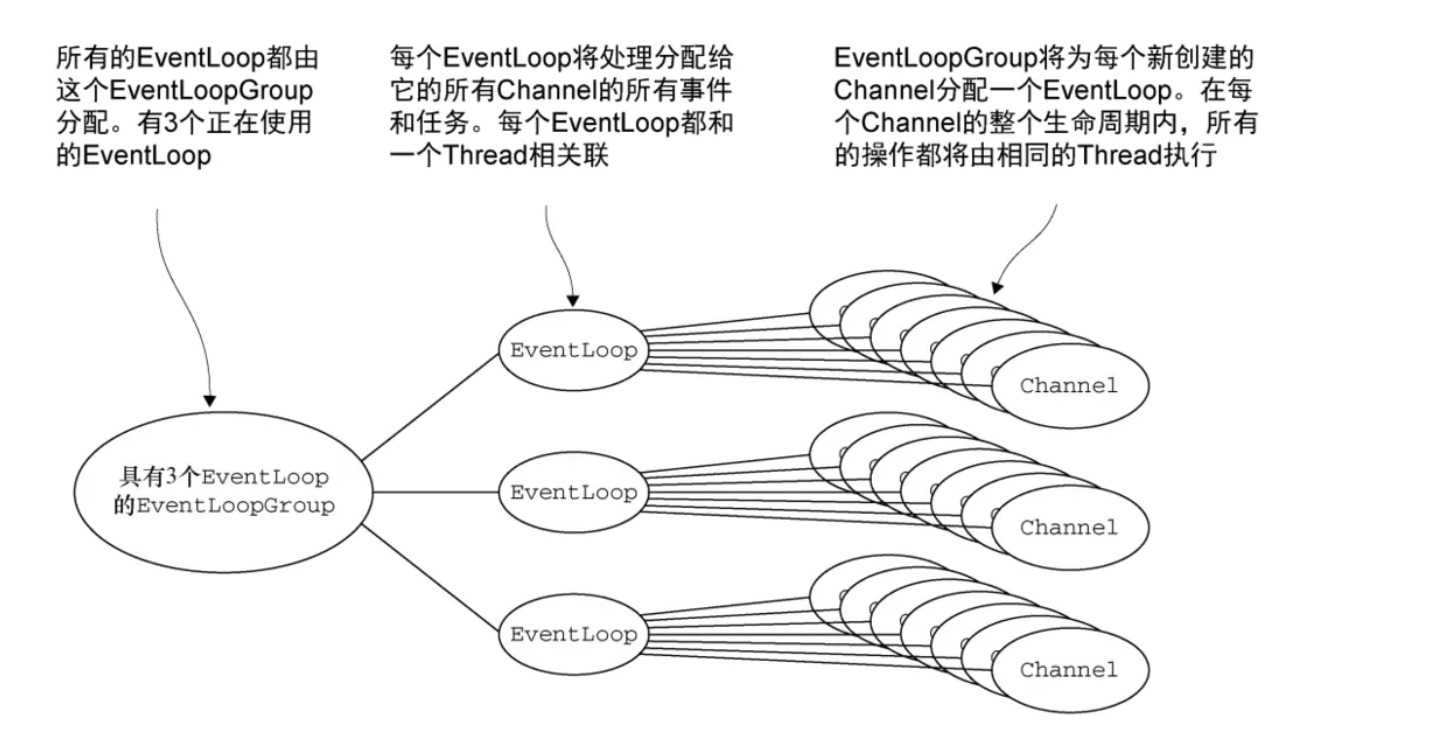 所有的EventLoop都由
这个EventLoopGroup
分配。有3个正在使用
的EventLoop
每个EventLoop将处理分配给
它的所有Channel的所有事件
和任务。每个EventLoop都和
一个Thread相关联
EventLoopGroup将为每个新创建的
Channel分配一个EventLoop。在每
个Channel的整个生命周期内，所有
的操作都将由相同的Thread执行
具有3个EventLoop
的EventLoopGroup
EventLoop
Channel
EventLoop
Channel
EventLoop
Channel